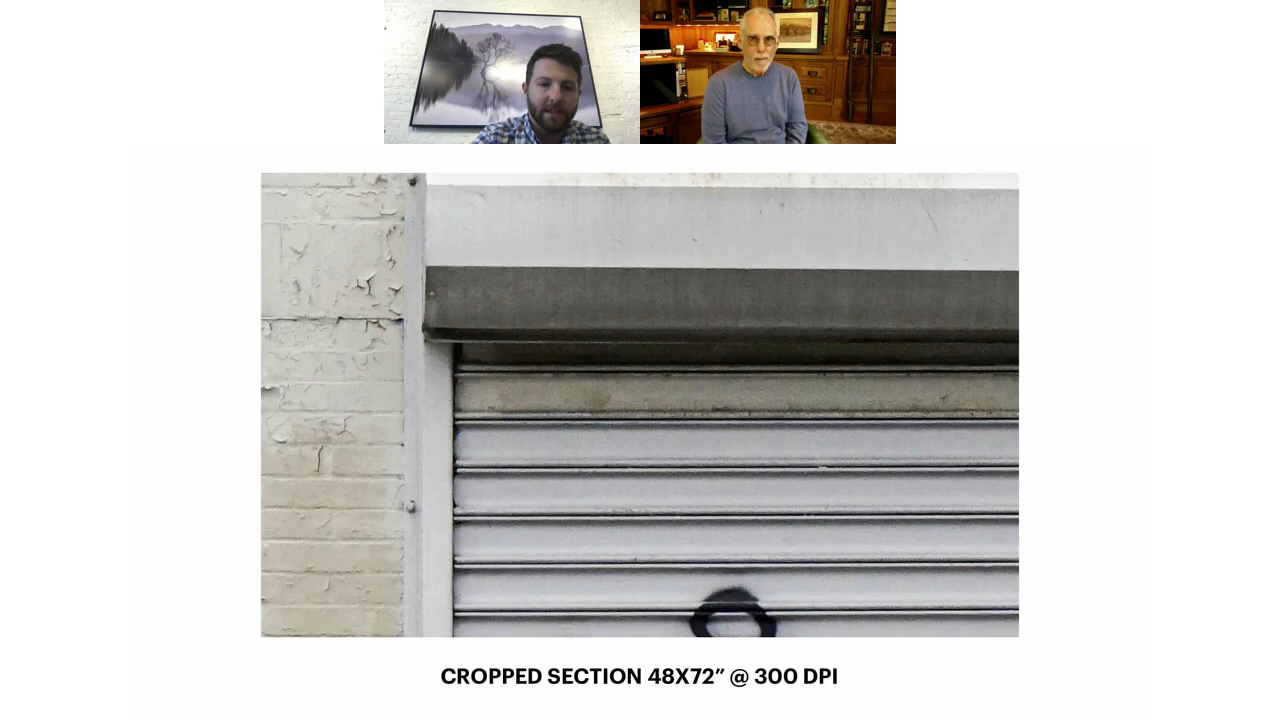 CROPPED SECTION 48X72” @ 300 DPI